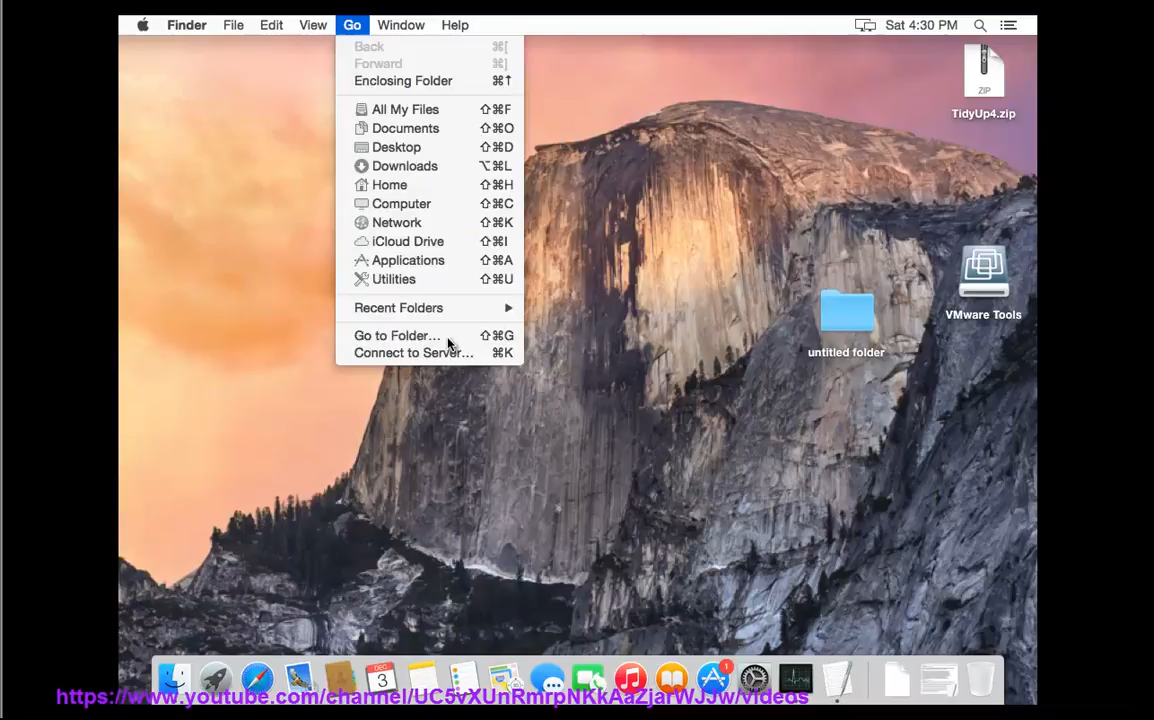 Finder File Edit View Go Window Help Sat 4:30 PM
Back ⌘[
Forward ⌘]
Enclosing Folder ⌘↑
All My Files ⇧⌘F
Documents ⇧⌘O
Desktop ⇧⌘D
Downloads ⌥⌘L
Home ⇧⌘H
Computer ⇧⌘C
Network ⇧⌘K
iCloud Drive ⇧⌘I
Applications ⇧⌘A
Utilities ⇧⌘U
Recent Folders ▶
Go to Folder... ⇧⌘G
Connect to Server... ⌘K
ZIP
TidyUp4.zip
VMware Tools
untitled folder
DEC
3
1
https://www.youtube.com/channel/UC5vXUnRmrpNKkAaZjarWJJw/videos